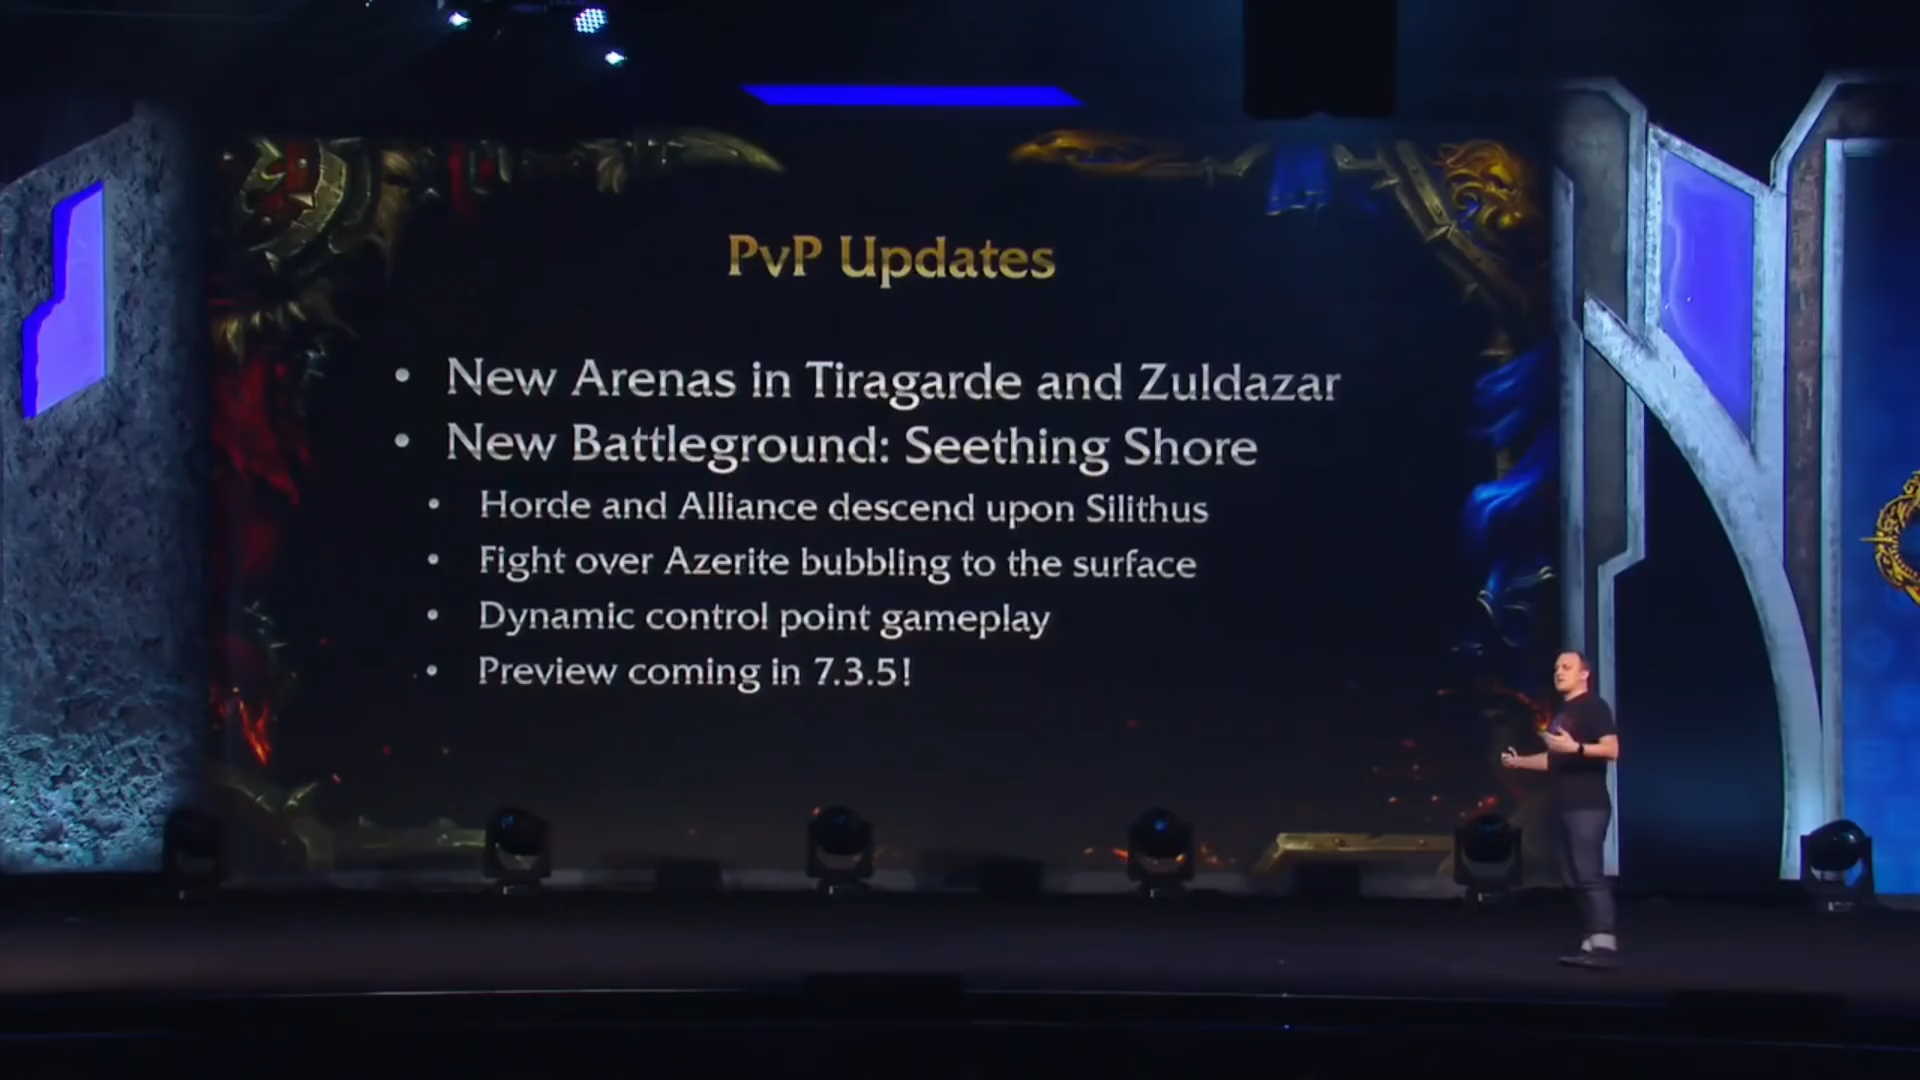 PvP Updates
• New Arenas in Tiragarde and Zuldazar
• New Battleground: Seething Shore
• Horde and Alliance descend upon Silithus
• Fight over Azerite bubbling to the surface
• Dynamic control point gameplay
• Preview coming in 7.3.5!